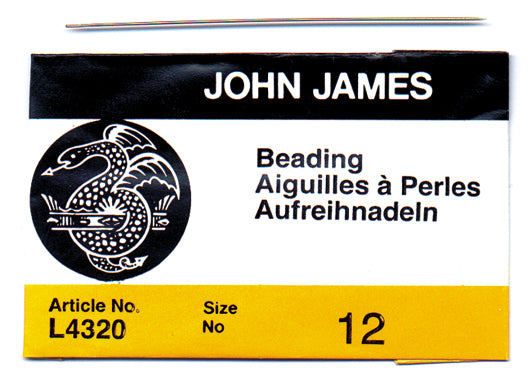 JOHN JAMES
Beading
Aiguilles à Perles
Aufreihnadeln
Article No. Size
L4320 No 12